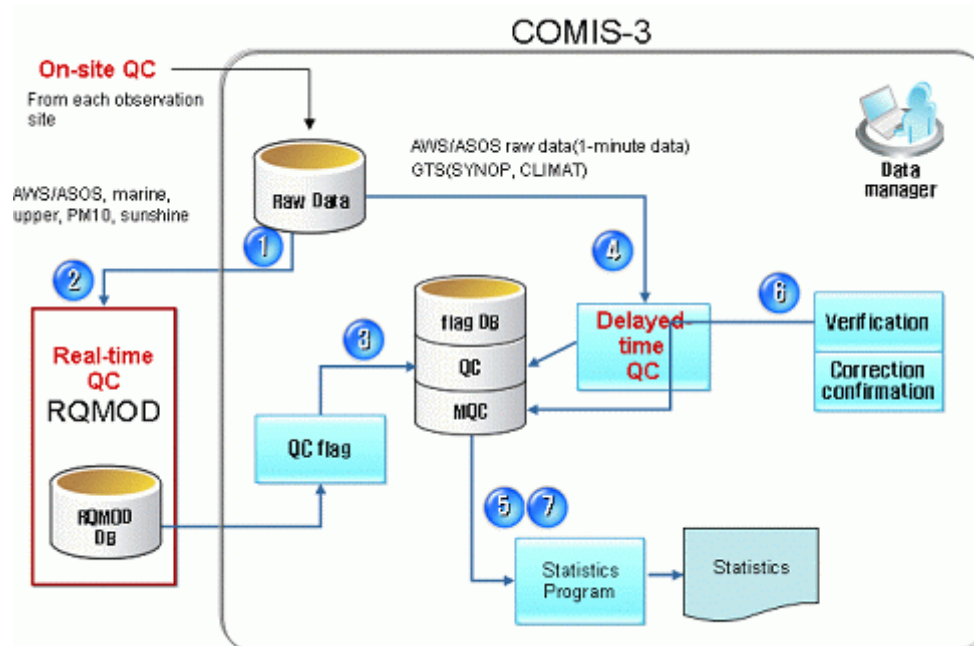 COMIS-3
On-site QC
From each observation
site
AWS/ASOS raw data(1-minute data)
GTS(SYNOP, CLIMAT)
Data
manager
Raw Data
AWS/ASOS, marine,
upper, PM10, sunshine
1
2
4
6
flag DB
QC
MQC
Delayed-
time
QC
Verification
Correction
confirmation
3
Real-time
QC
RQMOD
QC flag
RQMOD
DB
5
7
Statistics
Program
Statistics